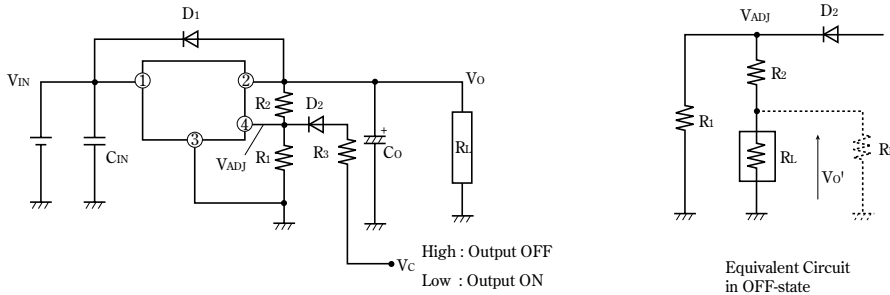 D1
VIN
1
2
VO
R2
D2
4
3
CIN
VADJ
R1
R3
+
CO
RL
VC
High : Output OFF
Low : Output ON
VADJ
D2
R2
R1
RL
VO'
Equivalent Circuit
in OFF-state